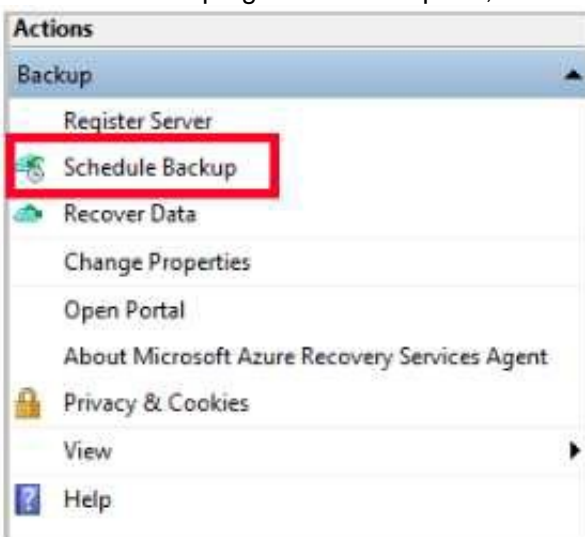 Actions
Backup
Register Server
Schedule Backup
Recover Data
Change Properties
Open Portal
About Microsoft Azure Recovery Services Agent
Privacy & Cookies
View
Help